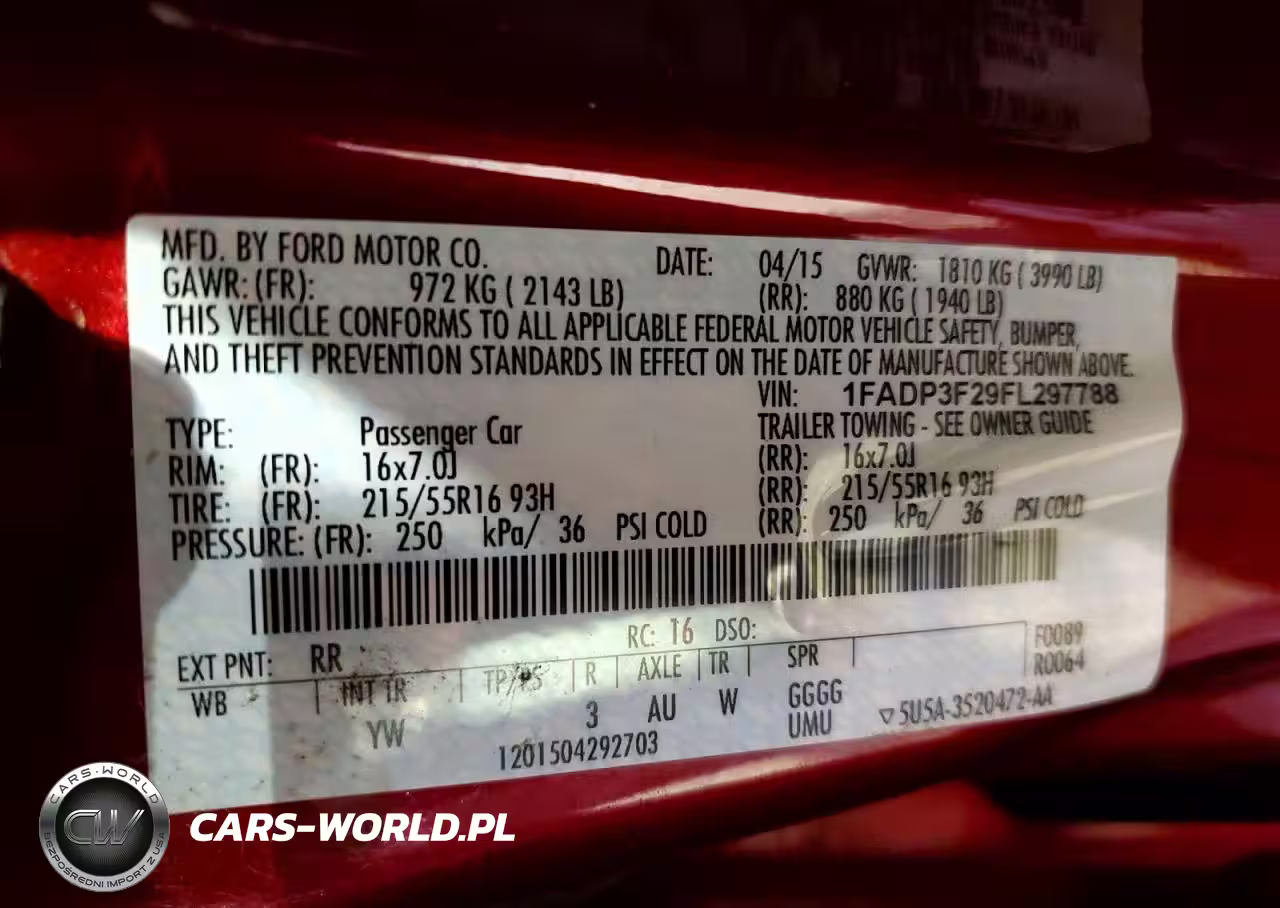 MFD. BY FORD MOTOR CO. DATE: 04/15 GVWR: 1810 KG ( 3990 LB)
GAWR: (FR): 972 KG ( 2143 LB) (RR): 880 KG ( 1940 LB)
THIS VEHICLE CONFORMS TO ALL APPLICABLE FEDERAL MOTOR VEHICLE SAFETY, BUMPER,
AND THEFT PREVENTION STANDARDS IN EFFECT ON THE DATE OF MANUFACTURE SHOWN ABOVE.
VIN: 1FADP3F29FL297788
TYPE: Passenger Car TRAILER TOWING - SEE OWNER GUIDE
RIM: (FR): 16x7.0J (RR): 16x7.0J
TIRE: (FR): 215/55R16 93H (RR): 215/55R16 93H
PRESSURE: (FR): 250 kPa/ 36 PSI COLD (RR): 250 kPa/ 36 PSI COLD
RC: 16 DSO: F0089
EXT PNT: RR R0064
WB INT TR TP/PS R AXLE TR SPR
YW 3 AU W GGGG
UMU ▽5U5A-3520472-AA
1201504292703
CARS-WORLD
CW
BEZPOŚREDNI IMPORT Z USA
CARS-WORLD.PL